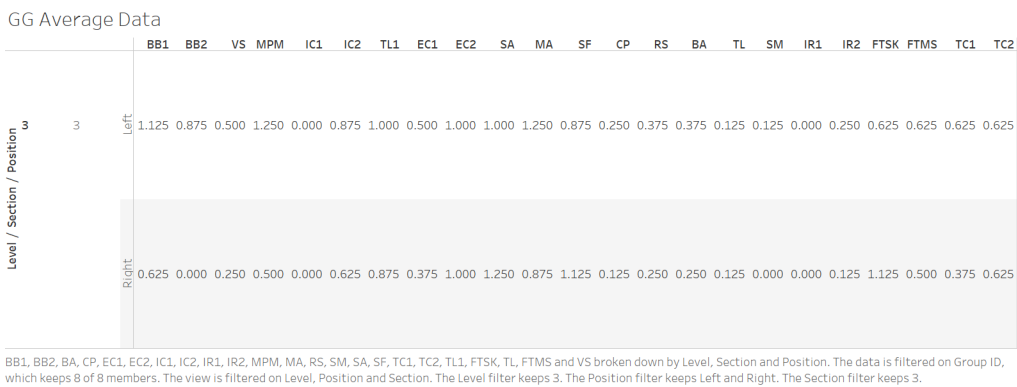 GG Average Data
BB1 BB2 VS MPM IC1 IC2 TL1 EC1 EC2 SA MA SF CP RS BA TL SM IR1 IR2 FTSK FTMS TC1 TC2
Level / Section / Position
3 3 Left 1.125 0.875 0.500 1.250 0.000 0.875 1.000 0.500 1.000 1.000 1.250 0.875 0.250 0.375 0.375 0.125 0.125 0.000 0.250 0.625 0.625 0.625 0.625
Right 0.625 0.000 0.250 0.500 0.000 0.625 0.875 0.375 1.000 1.250 0.875 1.125 0.125 0.250 0.250 0.125 0.000 0.000 0.125 1.125 0.500 0.375 0.625
BB1, BB2, BA, CP, EC1, EC2, IC1, IC2, IR1, IR2, MPM, MA, RS, SM, SA, SF, TC1, TC2, TL1, FTSK, TL, FTMS and VS broken down by Level, Section and Position. The data is filtered on Group ID,
which keeps 8 of 8 members. The view is filtered on Level, Position and Section. The Level filter keeps 3. The Position filter keeps Left and Right. The Section filter keeps 3.